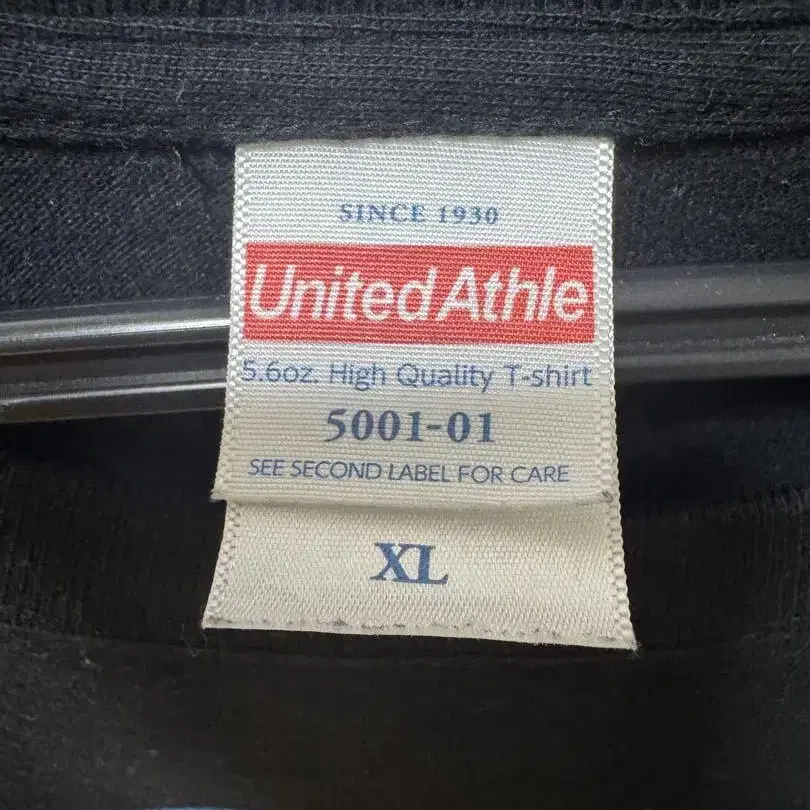 SINCE 1930
United Athle
5.6oz. High Quality T-shirt
5001-01
SEE SECOND LABEL FOR CARE
XL